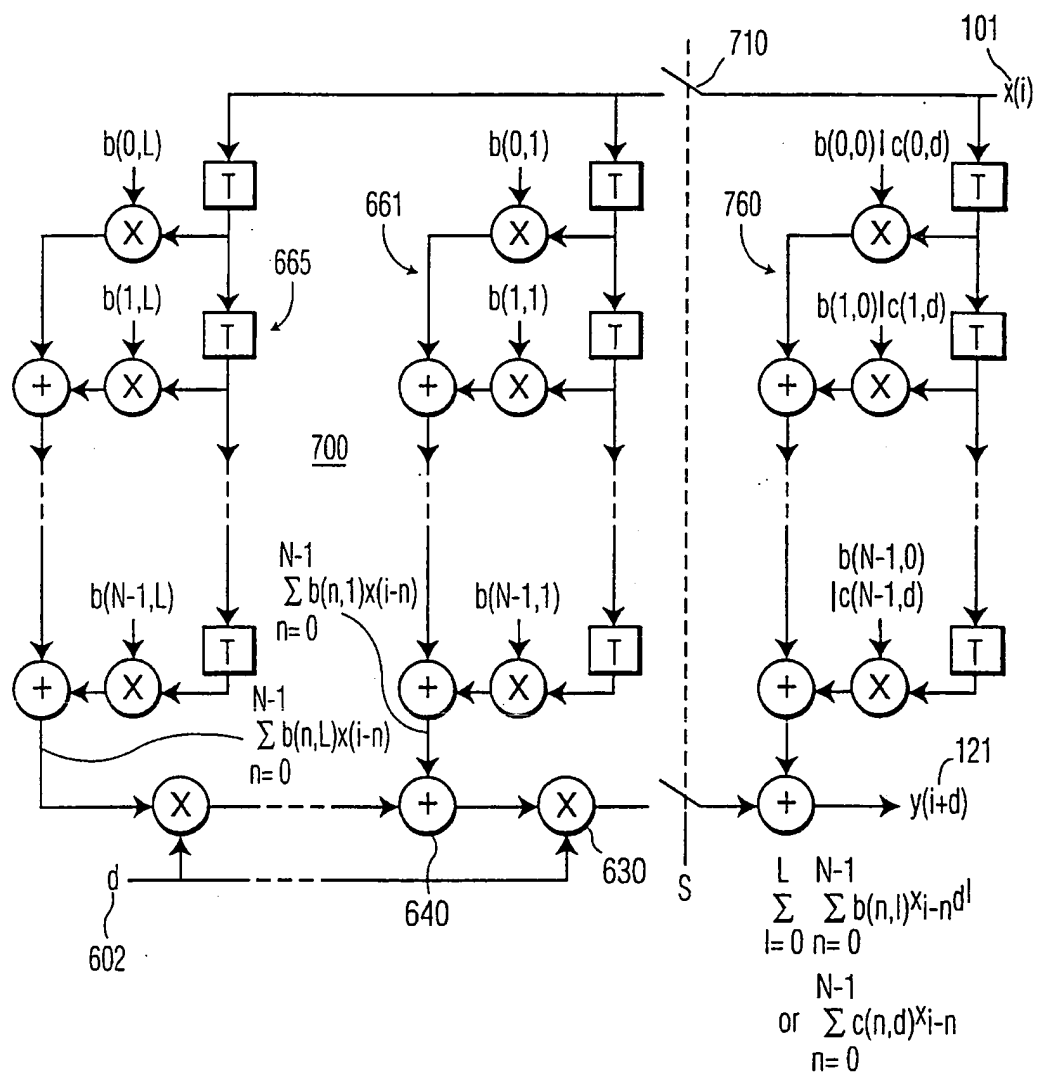 101
710
x(i)
b(0,L)
b(0,1)
b(0,0)|c(0,d)
T
T
T
X
661
X
760
X
665
b(1,L)
b(1,1)
b(1,0)|c(1,d)
T
T
T
+
X
+
X
+
X
700
N-1
Σ b(n,1)x(i-n)
n=0
b(N-1,L)
b(N-1,1)
b(N-1,0)
|c(N-1,d)
T
T
T
+
X
+
X
+
X
N-1
Σ b(n,L)x(i-n)
n=0
121
X
+
X
+
y(i+d)
d
630
S
640
602
L N-1
Σ Σ b(n,l)xi-ndl
l=0 n=0
N-1
or Σ c(n,d)xi-n
n=0